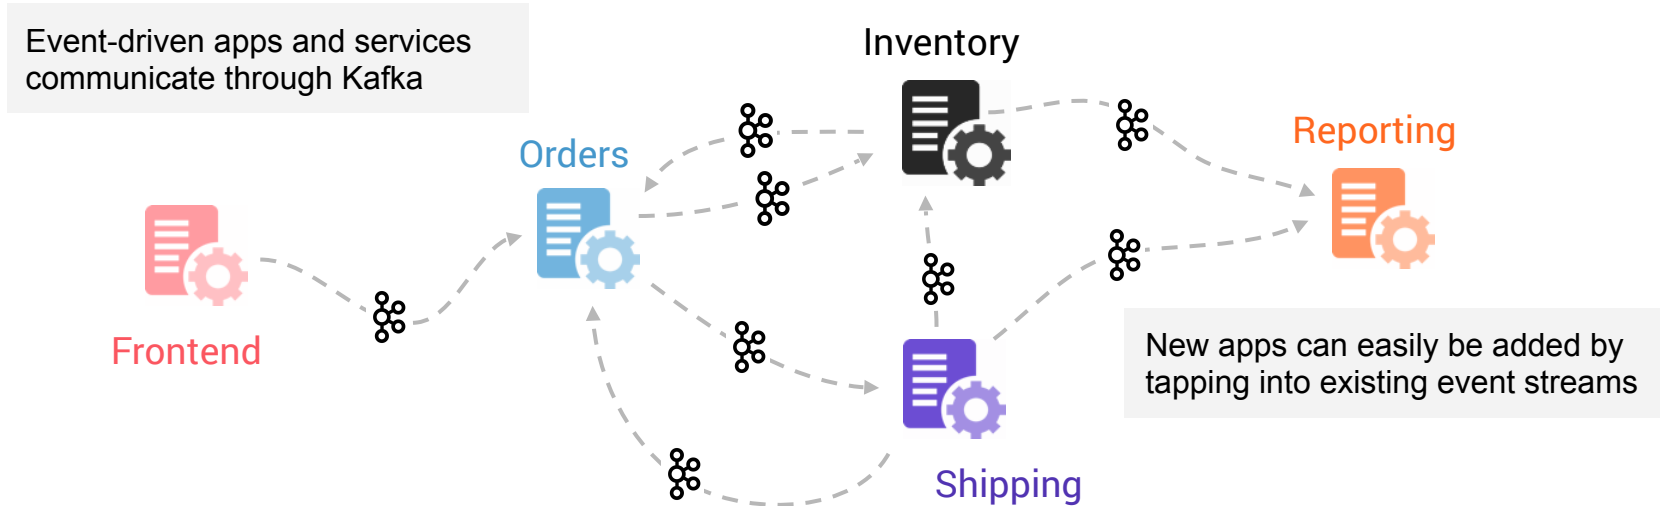 Event-driven apps and services
communicate through Kafka
Inventory
Orders
Reporting
Frontend
New apps can easily be added by
tapping into existing event streams
Shipping